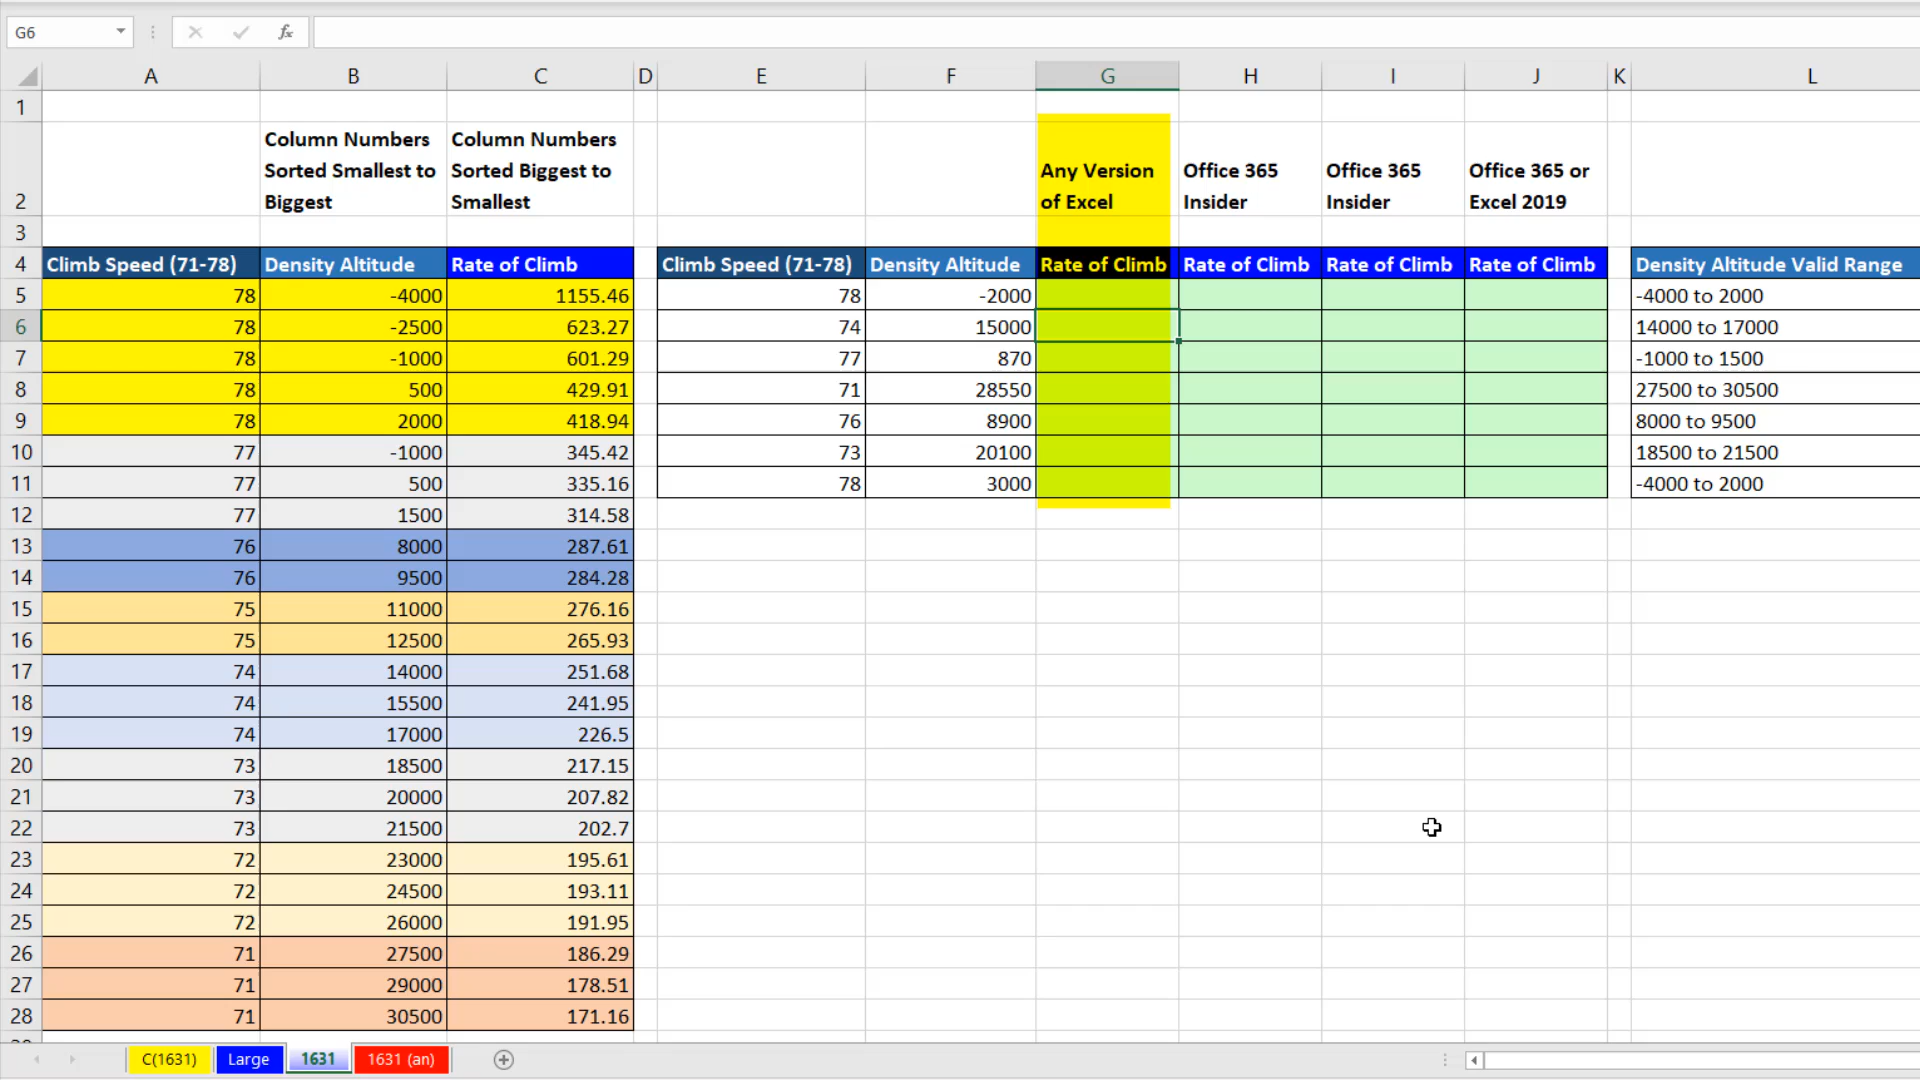 G6 fx
A B C D E F G H I J K L
1
Column Numbers Column Numbers
Sorted Smallest to Sorted Biggest to Any Version Office 365 Office 365 Office 365 or
2 Biggest Smallest of Excel Insider Insider Excel 2019
3
4 Climb Speed (71-78) Density Altitude Rate of Climb Climb Speed (71-78) Density Altitude Rate of Climb Rate of Climb Rate of Climb Rate of Climb Density Altitude Valid Range
5 78 -4000 1155.46 78 -2000 -4000 to 2000
6 78 -2500 623.27 74 15000 14000 to 17000
7 78 -1000 601.29 77 870 -1000 to 1500
8 78 500 429.91 71 28550 27500 to 30500
9 78 2000 418.94 76 8900 8000 to 9500
10 77 -1000 345.42 73 20100 18500 to 21500
11 77 500 335.16 78 3000 -4000 to 2000
12 77 1500 314.58
13 76 8000 287.61
14 76 9500 284.28
15 75 11000 276.16
16 75 12500 265.93
17 74 14000 251.68
18 74 15500 241.95
19 74 17000 226.5
20 73 18500 217.15
21 73 20000 207.82
22 73 21500 202.7
23 72 23000 195.61
24 72 24500 193.11
25 72 26000 191.95
26 71 27500 186.29
27 71 29000 178.51
28 71 30500 171.16
C(1631) Large 1631 1631 (an)